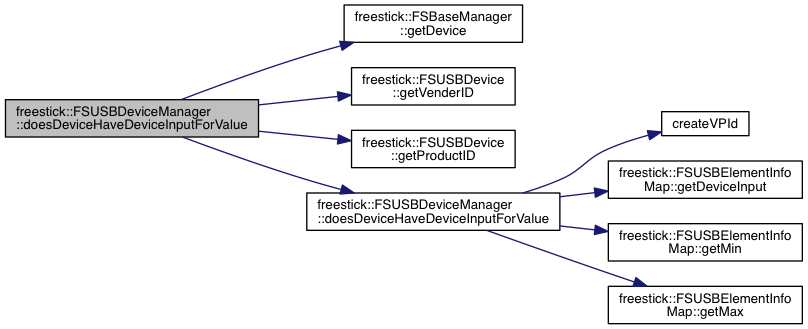 freestick::FSBaseManager
::getDevice
freestick::FSUSBDevice
::getVenderID
freestick::FSUSBDeviceManager
::doesDeviceHaveDeviceInputForValue
freestick::FSUSBDevice
::getProductID
freestick::FSUSBDeviceManager
::doesDeviceHaveDeviceInputForValue
createVPId
freestick::FSUSBElementInfo
Map::getDeviceInput
freestick::FSUSBElementInfo
Map::getMin
freestick::FSUSBElementInfo
Map::getMax